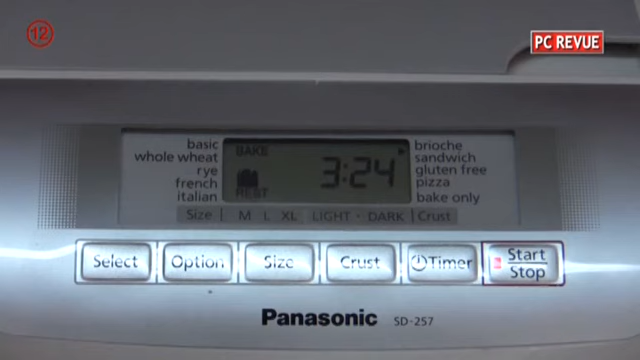 12
PC REVUE
basic
whole wheat
rye
french
italian
BAKE
3:24
REST
brioche
sandwich
gluten free
pizza
bake only
Size M L XL LIGHT · DARK Crust
Select Option Size Crust Timer Start
Stop
Panasonic SD-257